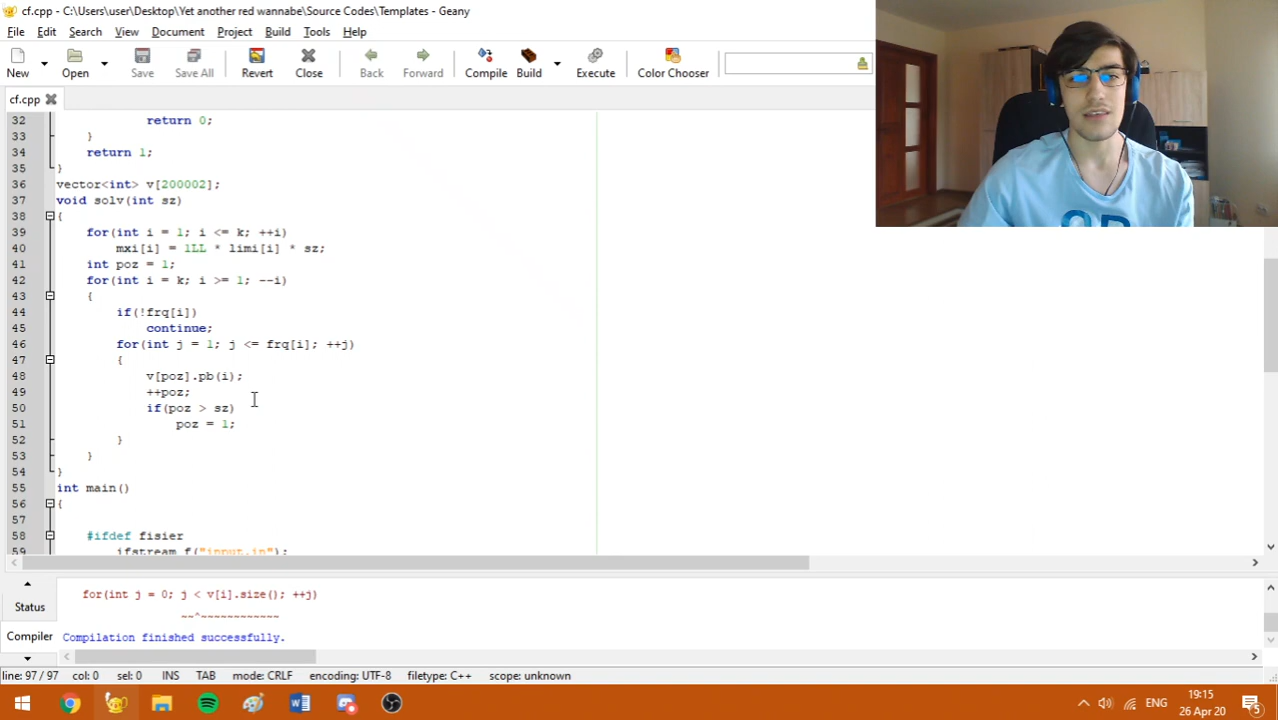 cf.cpp - C:\Users\user\Desktop\Yet another red wannabe\Source Codes\Templates - Geany
File Edit Search View Document Project Build Tools Help
New Open Save Save All Revert Close Back Forward Compile Build Execute Color Chooser
cf.cpp
32 return 0;
33 }
34 return 1;
35 }
36 vector<int> v[200002];
37 void solv(int sz)
38 {
39 for(int i = 1; i <= k; ++i)
40 mxi[i] = 1LL * limi[i] * sz;
41 int poz = 1;
42 for(int i = k; i >= 1; --i)
43 {
44 if(!frq[i])
45 continue;
46 for(int j = 1; j <= frq[i]; ++j)
47 {
48 v[poz].pb(i);
49 ++poz;
50 if(poz > sz)
51 poz = 1;
52 }
53 }
54 }
55 int main()
56 {
57
58 #ifdef fisier
59 ifstream f("input.in");
Status
for(int j = 0; j < v[i].size(); ++j)
~~^~~~~~~~~~~~~
Compiler
Compilation finished successfully.
line: 97 / 97 col: 0 sel: 0 INS TAB mode: CRLF encoding: UTF-8 filetype: C++ scope: unknown
ENG
19:15
26 Apr 20
5